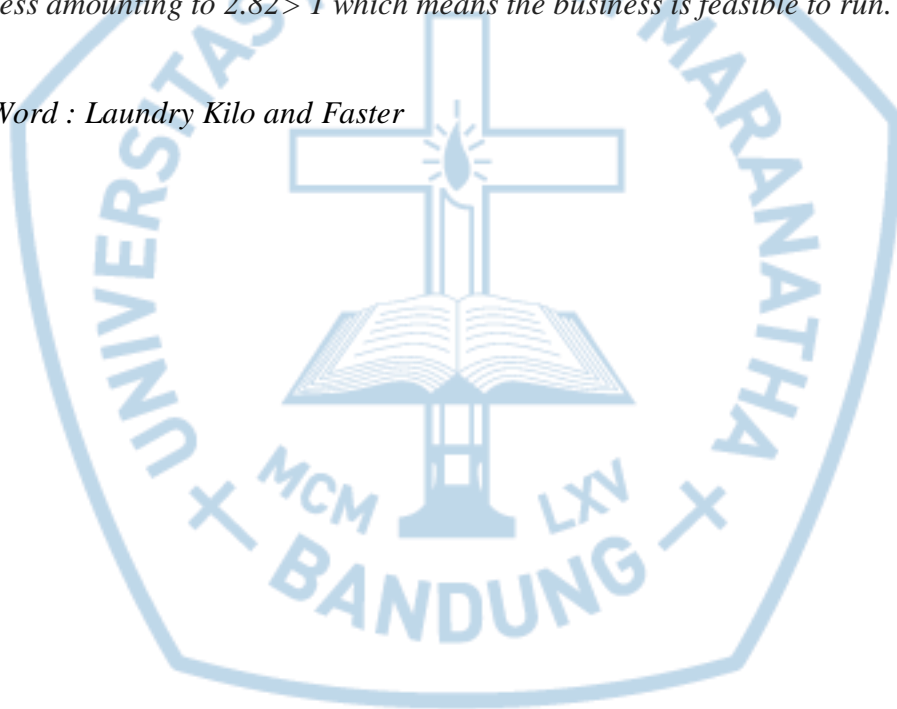 ess amounting to 2.82> 1 which means the business is feasible to run.
Word : Laundry Kilo and Faster
UNIVERSITAS MARANATHA
MCM LXV
BANDUNG